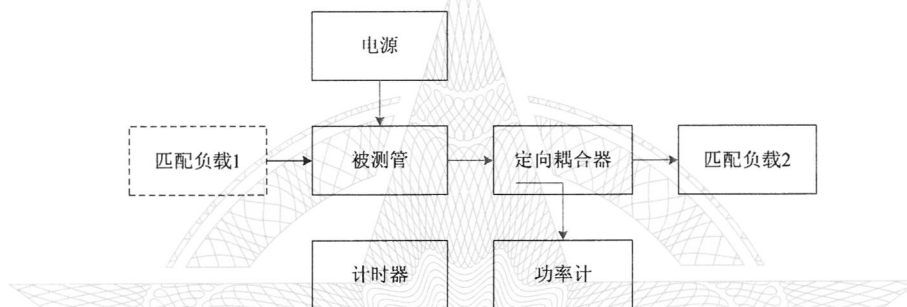 电源
匹配负载1
被测管
定向耦合器
匹配负载2
计时器
功率计